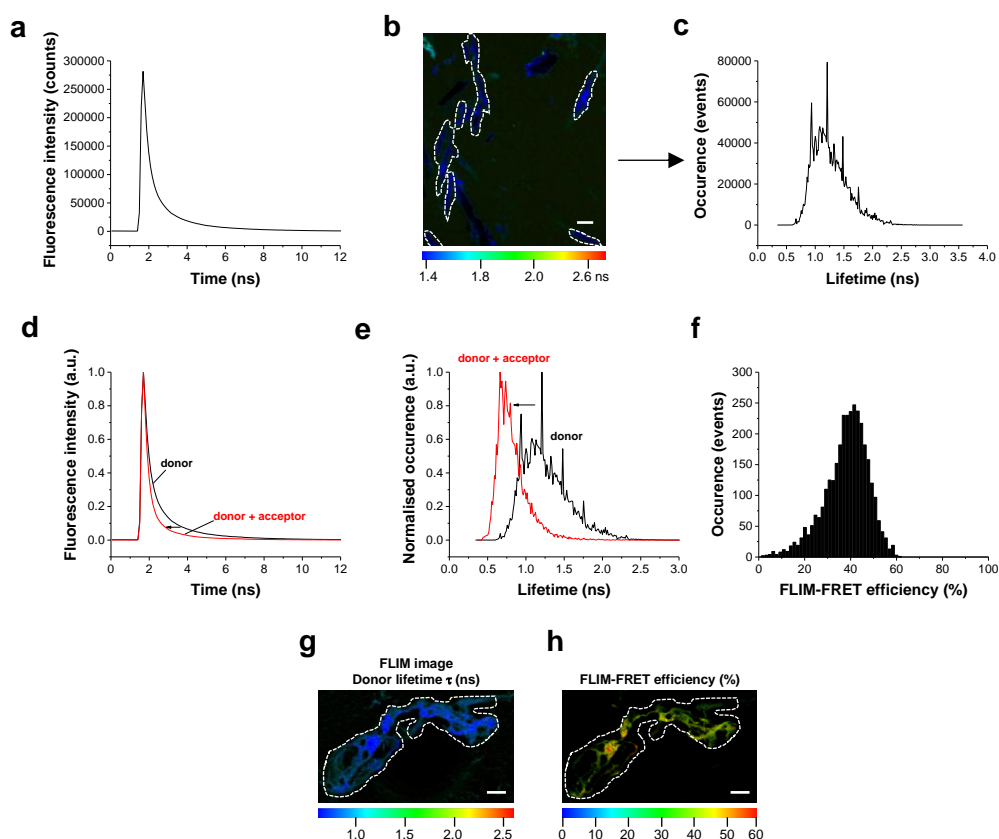 a
Fluorescence intensity (counts)
300000
250000
200000
150000
100000
50000
0
0 2 4 6 8 10 12
Time (ns)
b
1.4 1.8 2.0 2.6 ns
c
Occurence (events)
80000
60000
40000
20000
0
0.0 0.5 1.0 1.5 2.0 2.5 3.0 3.5 4.0
Lifetime (ns)
d
Fluorescence intensity (a.u.)
1.0
0.8
0.6
0.4
0.2
0.0
donor
donor + acceptor
0 2 4 6 8 10 12
Time (ns)
e
Normalised occurence (a.u.)
donor + acceptor
1.0
0.8
0.6
0.4
0.2
0.0
donor
0.0 0.5 1.0 1.5 2.0 2.5 3.0
Lifetime (ns)
f
Occurence (events)
300
250
200
150
100
50
0
0 20 40 60 80 100
FLIM-FRET efficiency (%)
g
FLIM image
Donor lifetime τ (ns)
1.0 1.5 2.0 2.5
h
FLIM-FRET efficiency (%)
0 10 20 30 40 50 60